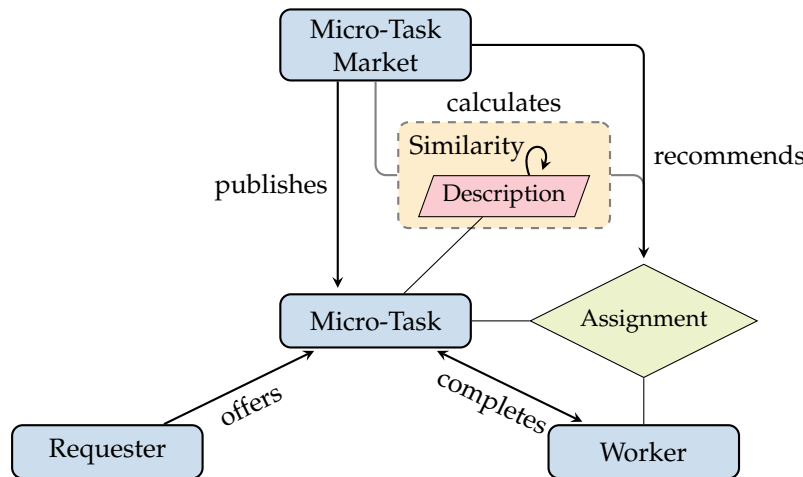 Micro-Task
Market
calculates
Similarity
recommends
publishes
Description
Micro-Task
Assignment
offers
completes
Requester
Worker